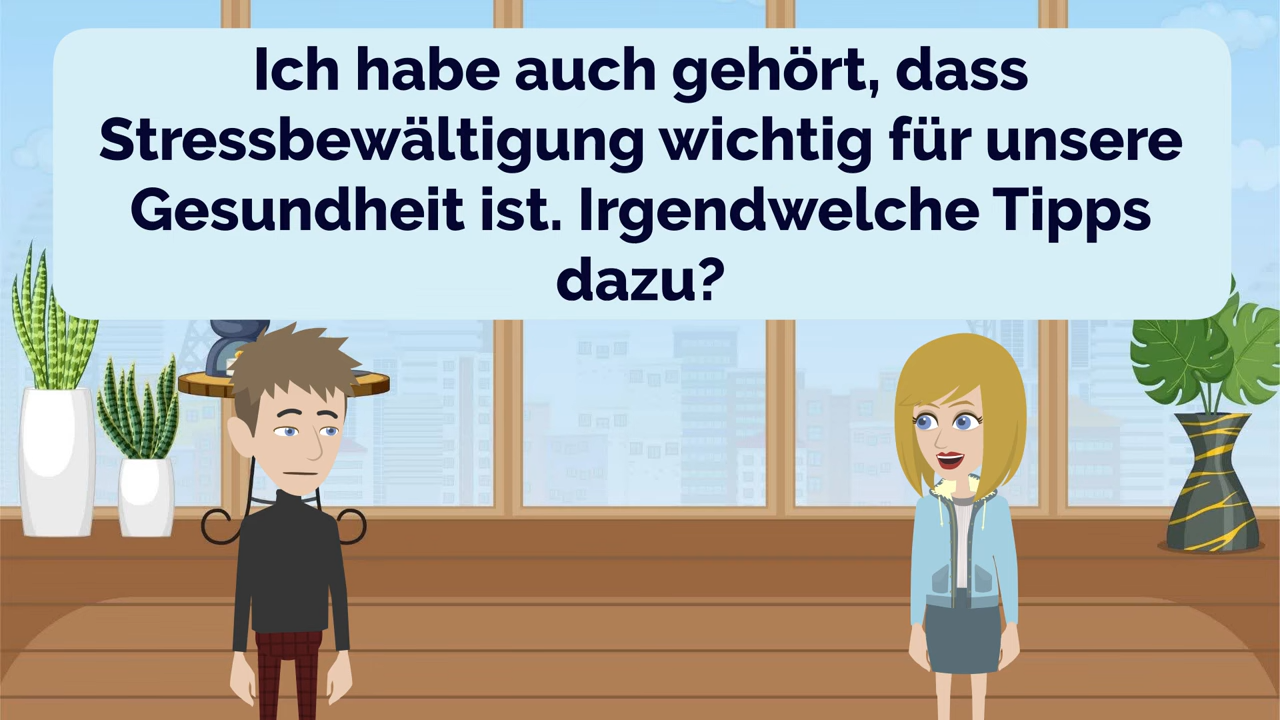 Ich habe auch gehört, dass
Stressbewältigung wichtig für unsere
Gesundheit ist. Irgendwelche Tipps
dazu?